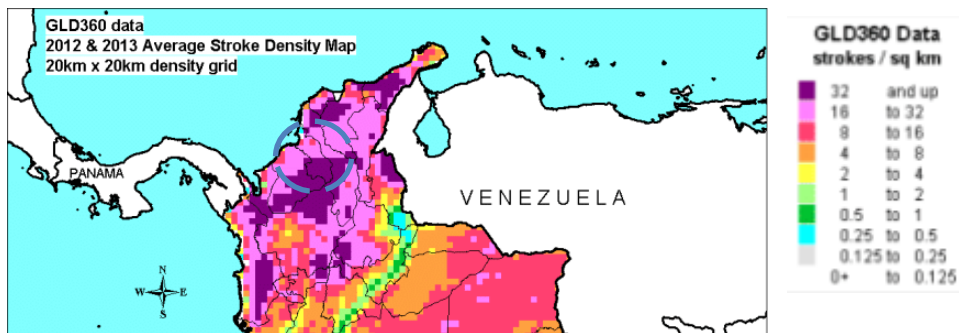 GLD360 data
2012 & 2013 Average Stroke Density Map
20km x 20km density grid
PANAMA
VENEZUELA
N
W E
S
GLD360 Data
strokes / sq km
32 and up
16 to 32
8 to 16
4 to 8
2 to 4
1 to 2
0.5 to 1
0.25 to 0.5
0.125 to 0.25
0+ to 0.125